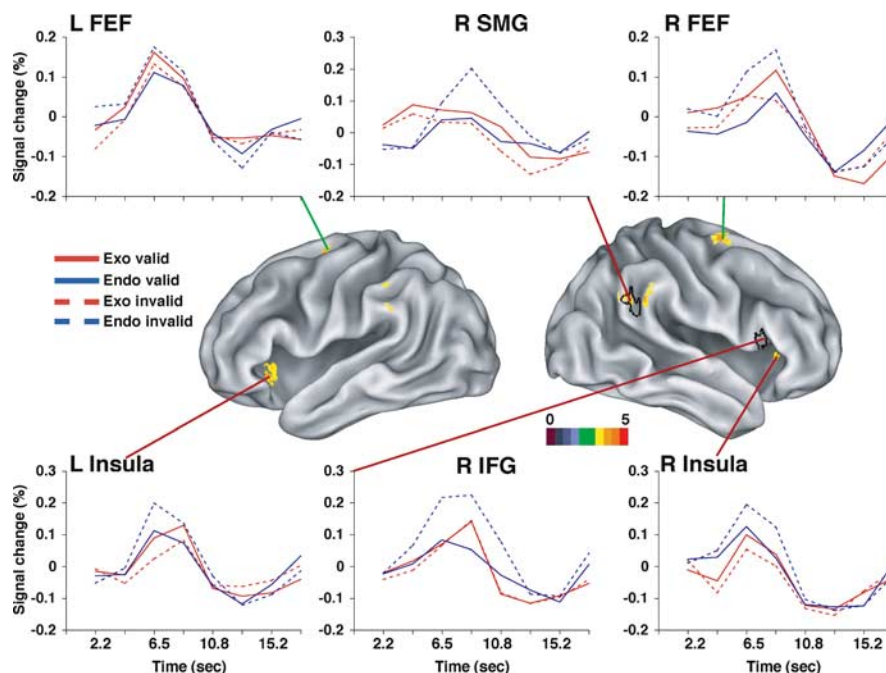 L FEF
R SMG
R FEF
Signal change (%)
0.2
0.1
0
-0.1
-0.2
0.3
0.2
0.1
0
-0.1
-0.2
0.2
0.1
0
-0.1
-0.2
Exo valid
Endo valid
Exo invalid
Endo invalid
0 5
L Insula
R IFG
R Insula
Signal change (%)
0.3
0.2
0.1
0
-0.1
-0.2
0.3
0.2
0.1
0
-0.1
-0.2
0.3
0.2
0.1
0
-0.1
-0.2
2.2 6.5 10.8 15.2
2.2 6.5 10.8 15.2
2.2 6.5 10.8 15.2
Time (sec)
Time (sec)
Time (sec)